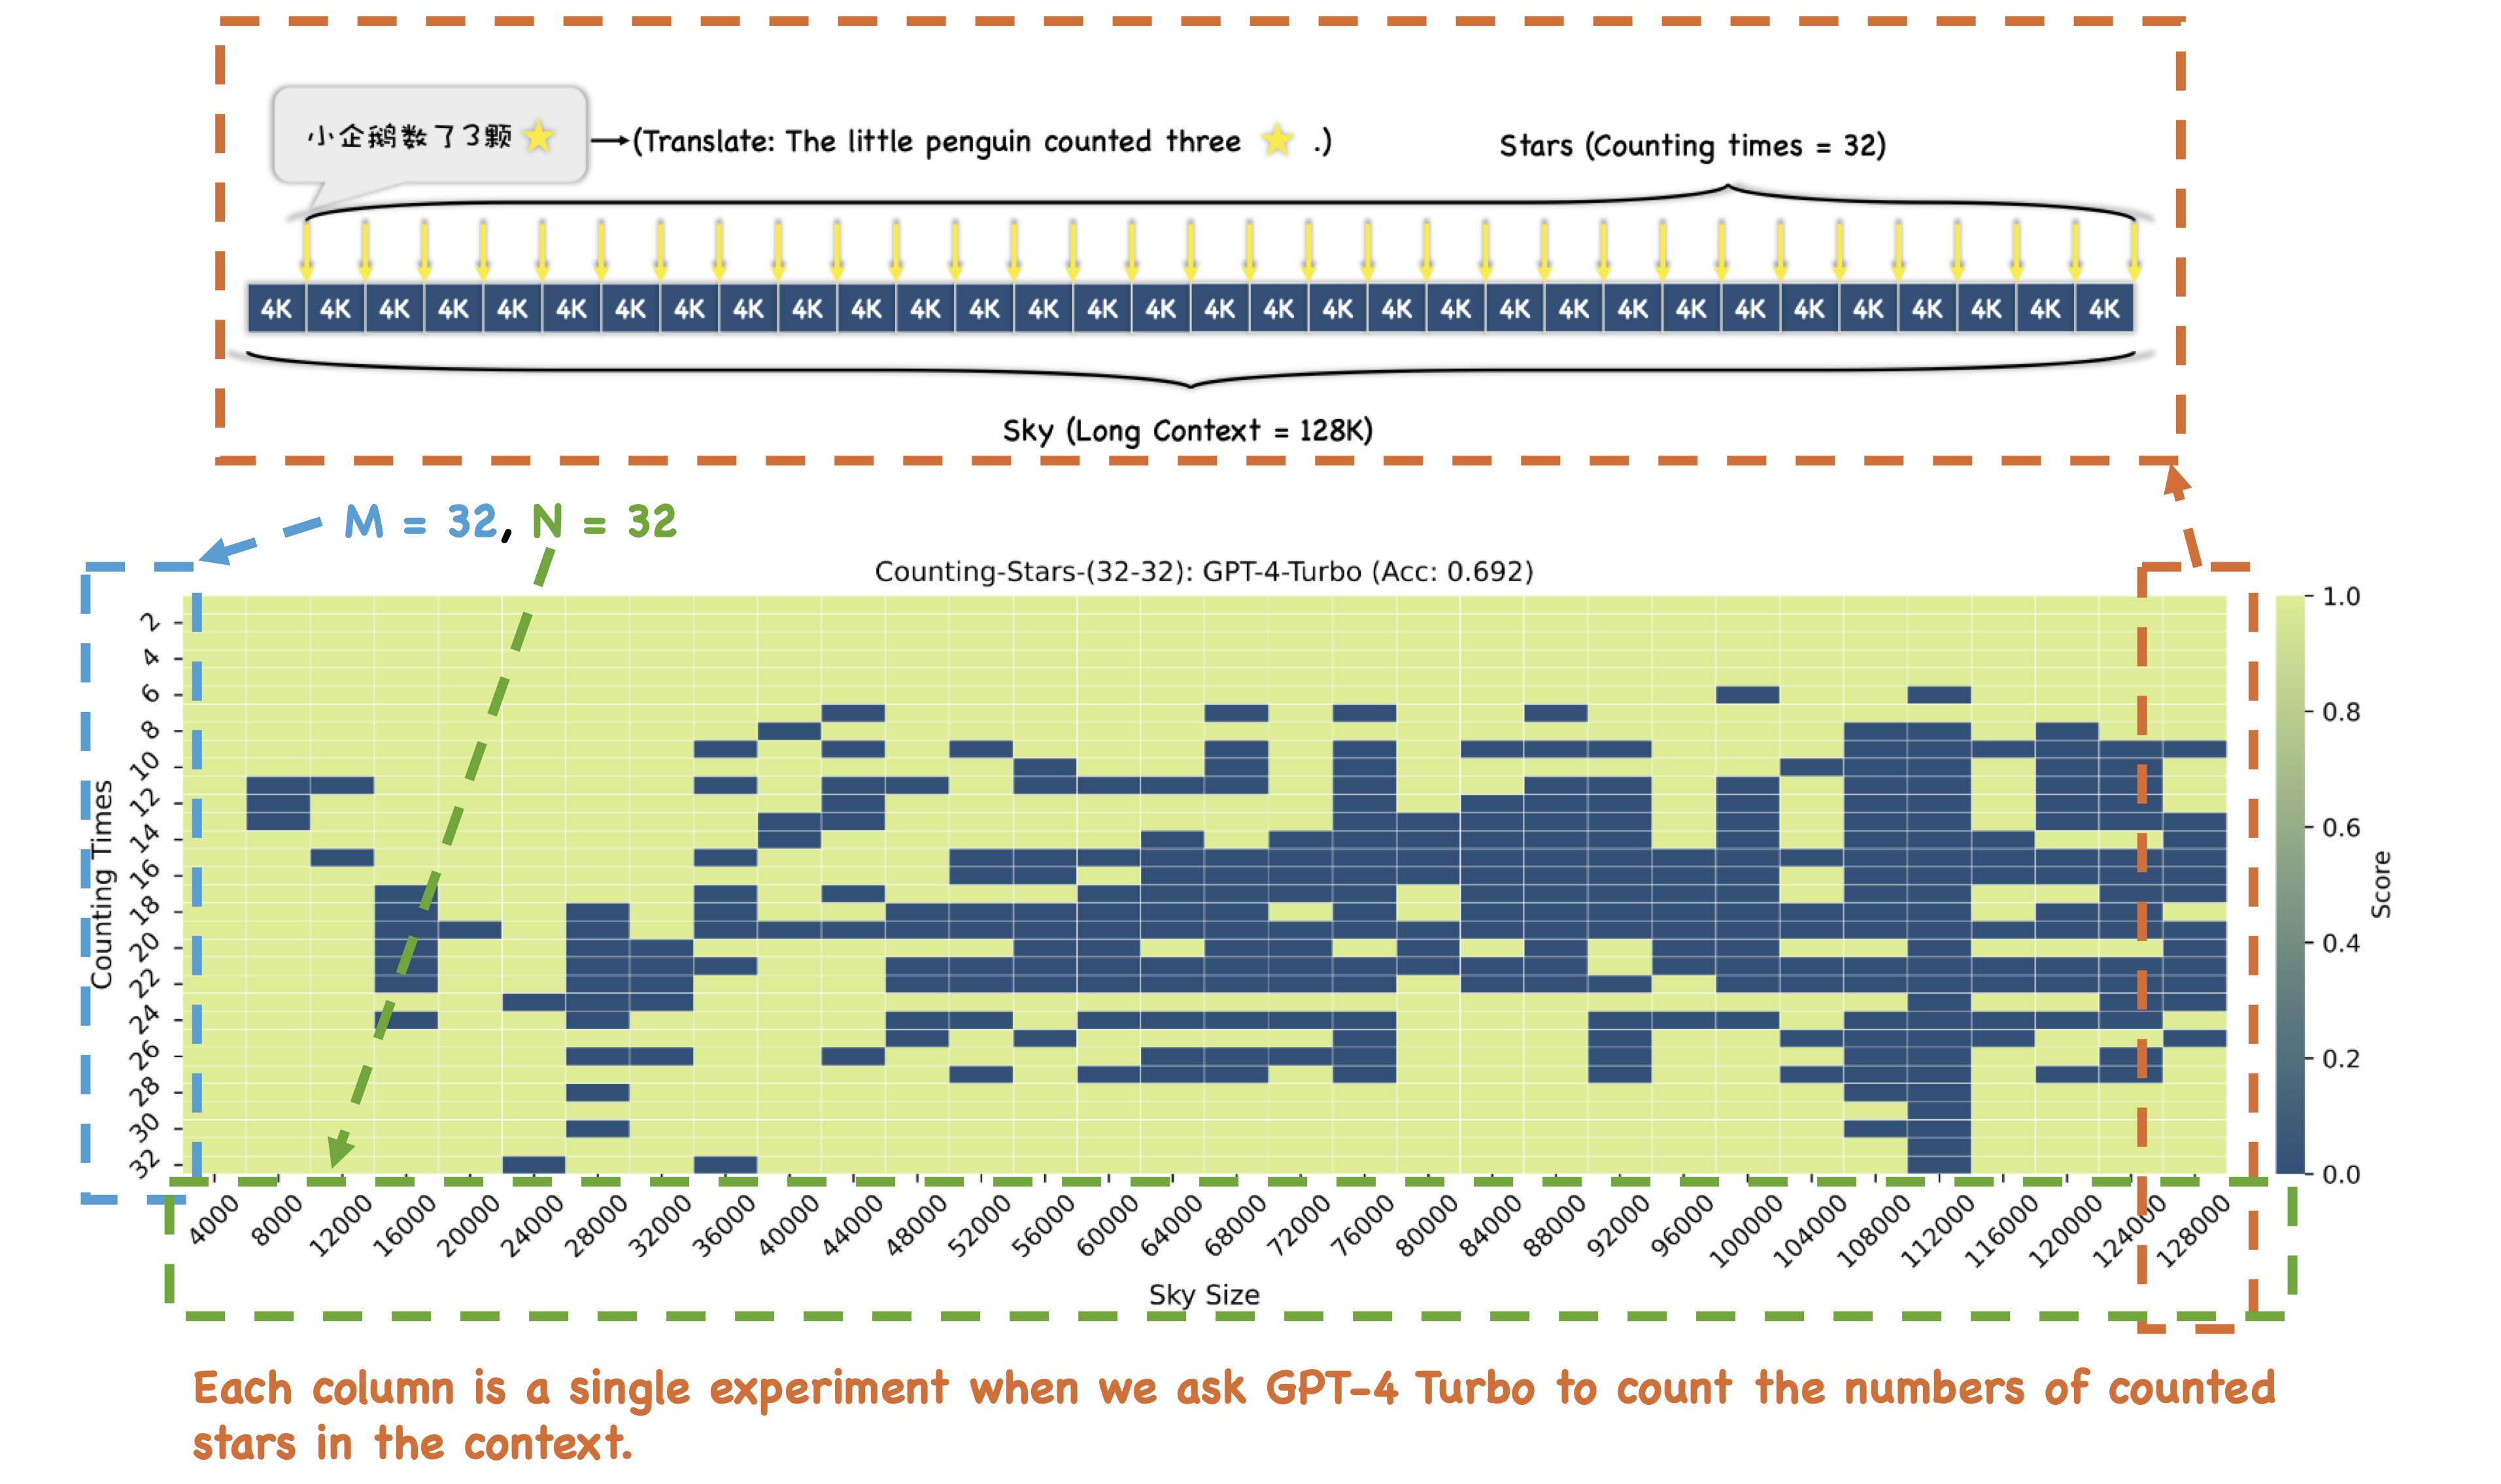 小企鹅数了3颗
(Translate: The little penguin counted three .)
Stars (Counting times = 32)
4K 4K 4K 4K 4K 4K 4K 4K 4K 4K 4K 4K 4K 4K 4K 4K 4K 4K 4K 4K 4K 4K 4K 4K 4K 4K 4K 4K 4K 4K 4K 4K
Sky (Long Context = 128K)
M = 32, N = 32
Counting-Stars-(32-32): GPT-4-Turbo (Acc: 0.692)
Counting Times
2
4
6
8
10
12
14
16
18
20
22
24
26
28
30
32
4000 8000 12000 16000 20000 24000 28000 32000 36000 40000 44000 48000 52000 56000 60000 64000 68000 72000 76000 80000 84000 88000 92000 96000 100000 104000 108000 112000 116000 120000 124000 128000
Sky Size
1.0
0.8
0.6
0.4
0.2
0.0
Score
Each column is a single experiment when we ask GPT-4 Turbo to count the numbers of counted
stars in the context.